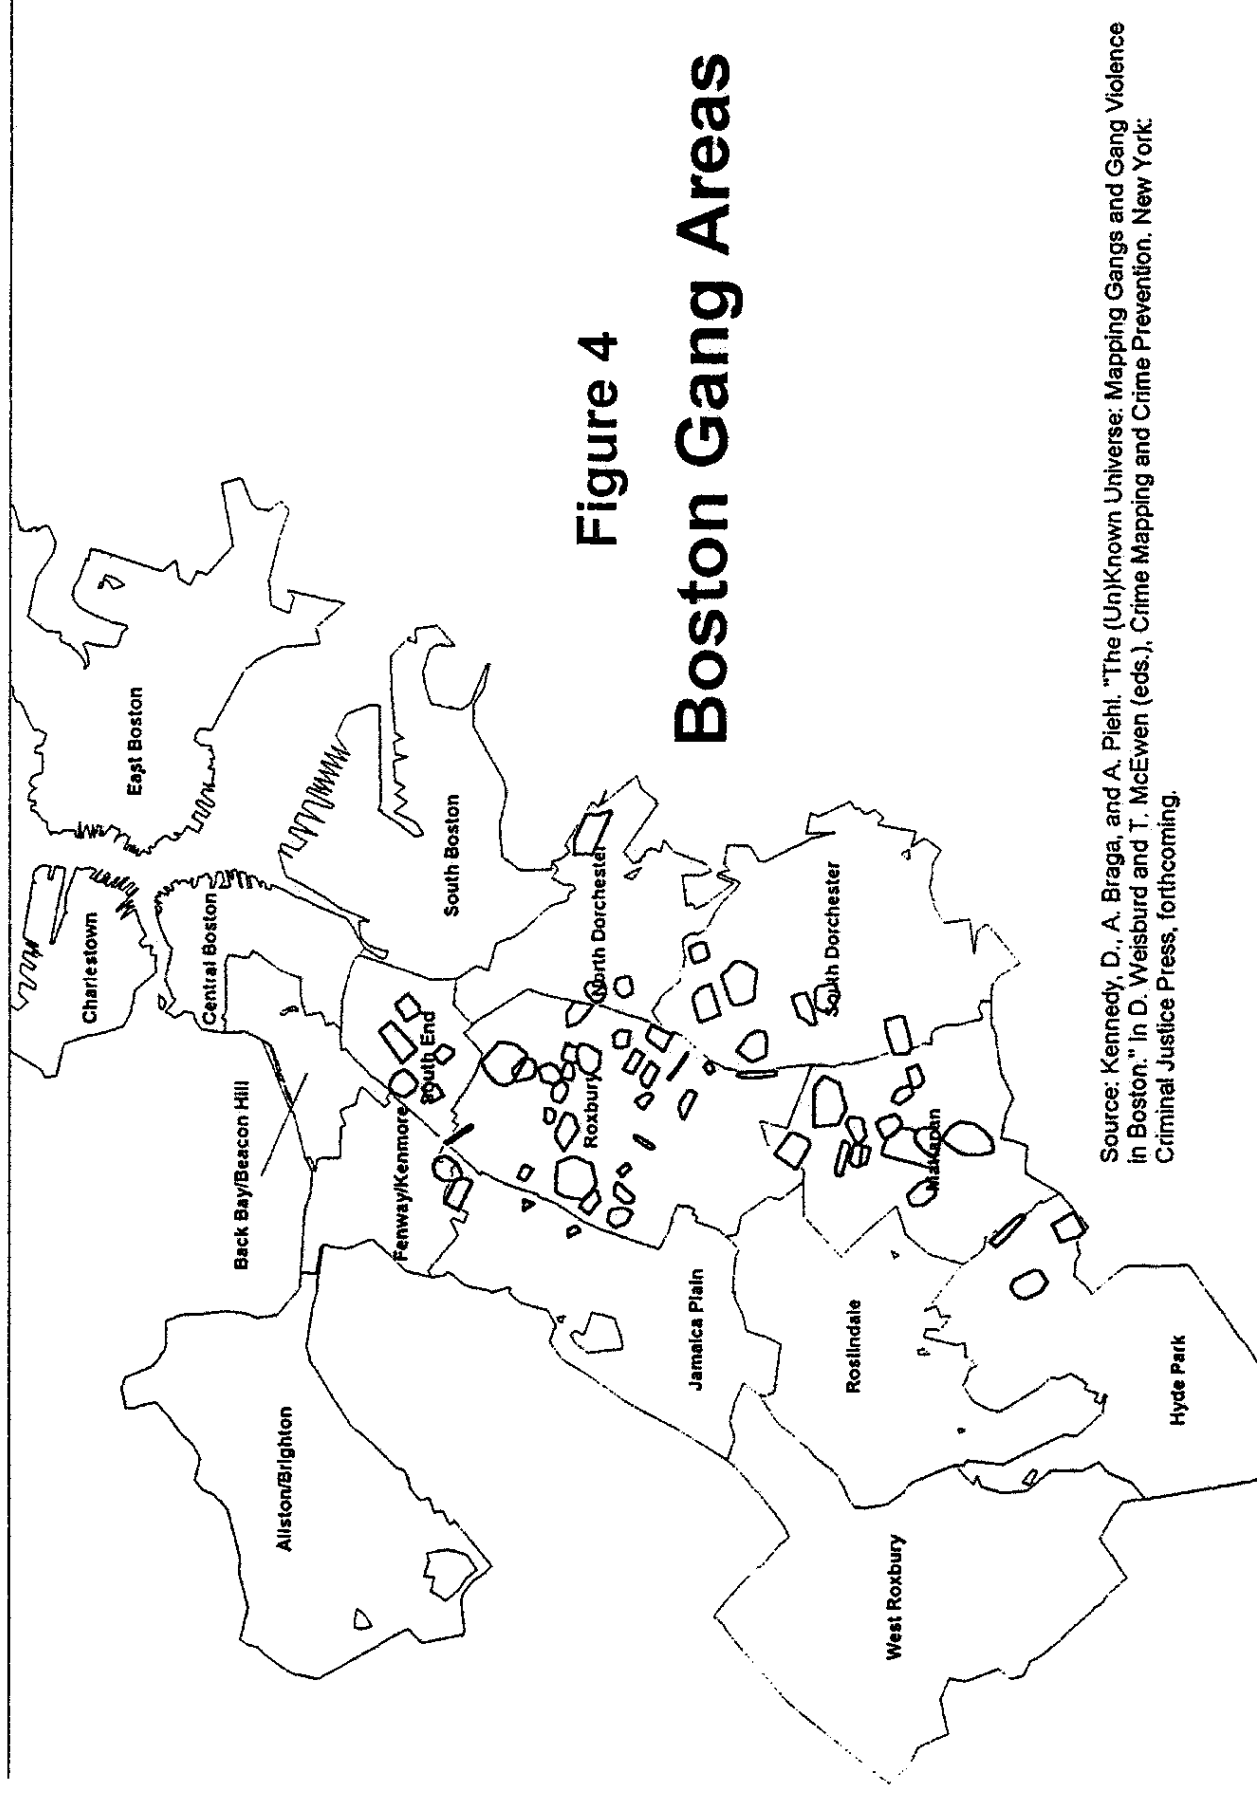 Figure 4
Boston Gang Areas
East Boston
Charlestown
Central Boston
South Boston
Back Bay/Beacon Hill
South End
Fenway/Kenmore
North Dorchester
South Dorchester
Roxbury
Allston/Brighton
Jamaica Plain
Mattapan
Roslindale
Hyde Park
West Roxbury
Source: Kennedy, D., A. Braga, and A. Piehl. "The (Un)Known Universe: Mapping Gangs and Gang Violence
in Boston." In D. Weisburd and T. McEwen (eds.), Crime Mapping and Crime Prevention. New York:
Criminal Justice Press, forthcoming.